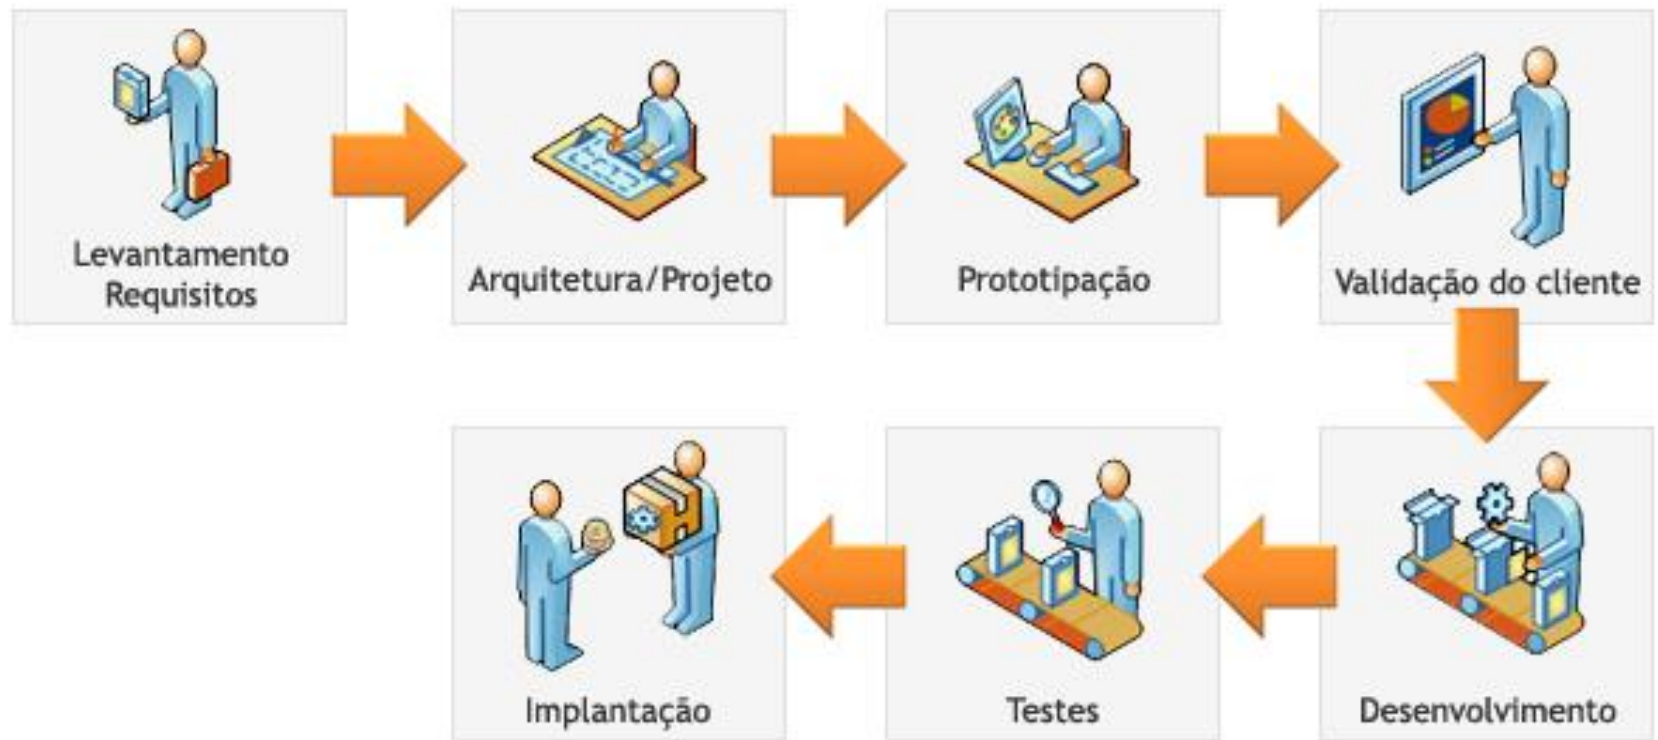 Levantamento
Requisitos
Arquitetura/Projeto
Prototipação
Validação do cliente
Desenvolvimento
Testes
Implantação